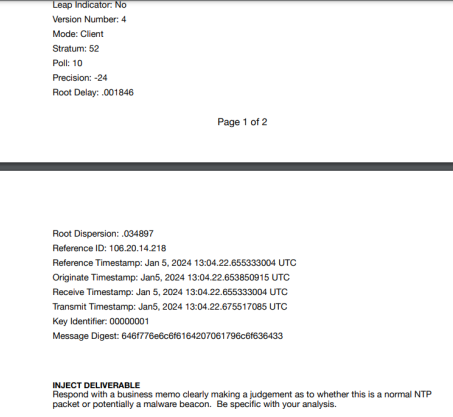 Leap Indicator: No
Version Number: 4
Mode: Client
Stratum: 52
Poll: 10
Precision: -24
Root Delay: .001846
Page 1 of 2
Root Dispersion: .034897
Reference ID: 106.20.14.218
Reference Timestamp: Jan 5, 2024 13:04.22.655333004 UTC
Originate Timestamp: Jan5, 2024 13:04.22.653850915 UTC
Receive Timestamp: Jan 5, 2024 13:04.22.655333004 UTC
Transmit Timestamp: Jan5, 2024 13:04.22.675517085 UTC
Key Identifier: 00000001
Message Digest: 646f776e6c6f6164207061796c6f636433
INJECT DELIVERABLE
Respond with a business memo clearly making a judgement as to whether this is a normal NTP
packet or potentially a malware beacon.  Be specific with your analysis.